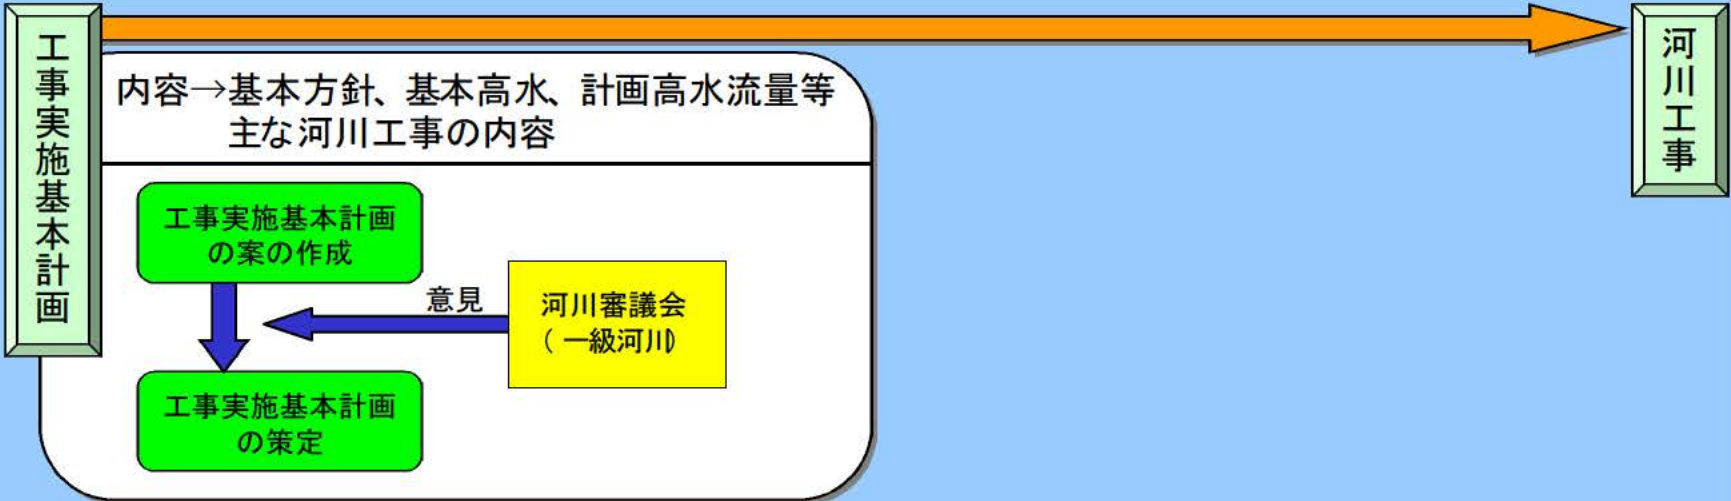 工事実施基本計画
内容→基本方針、基本高水、計画高水流量等
主な河川工事の内容
工事実施基本計画
の案の作成
意見
河川審議会
（一級河川）
工事実施基本計画
の策定
河川工事